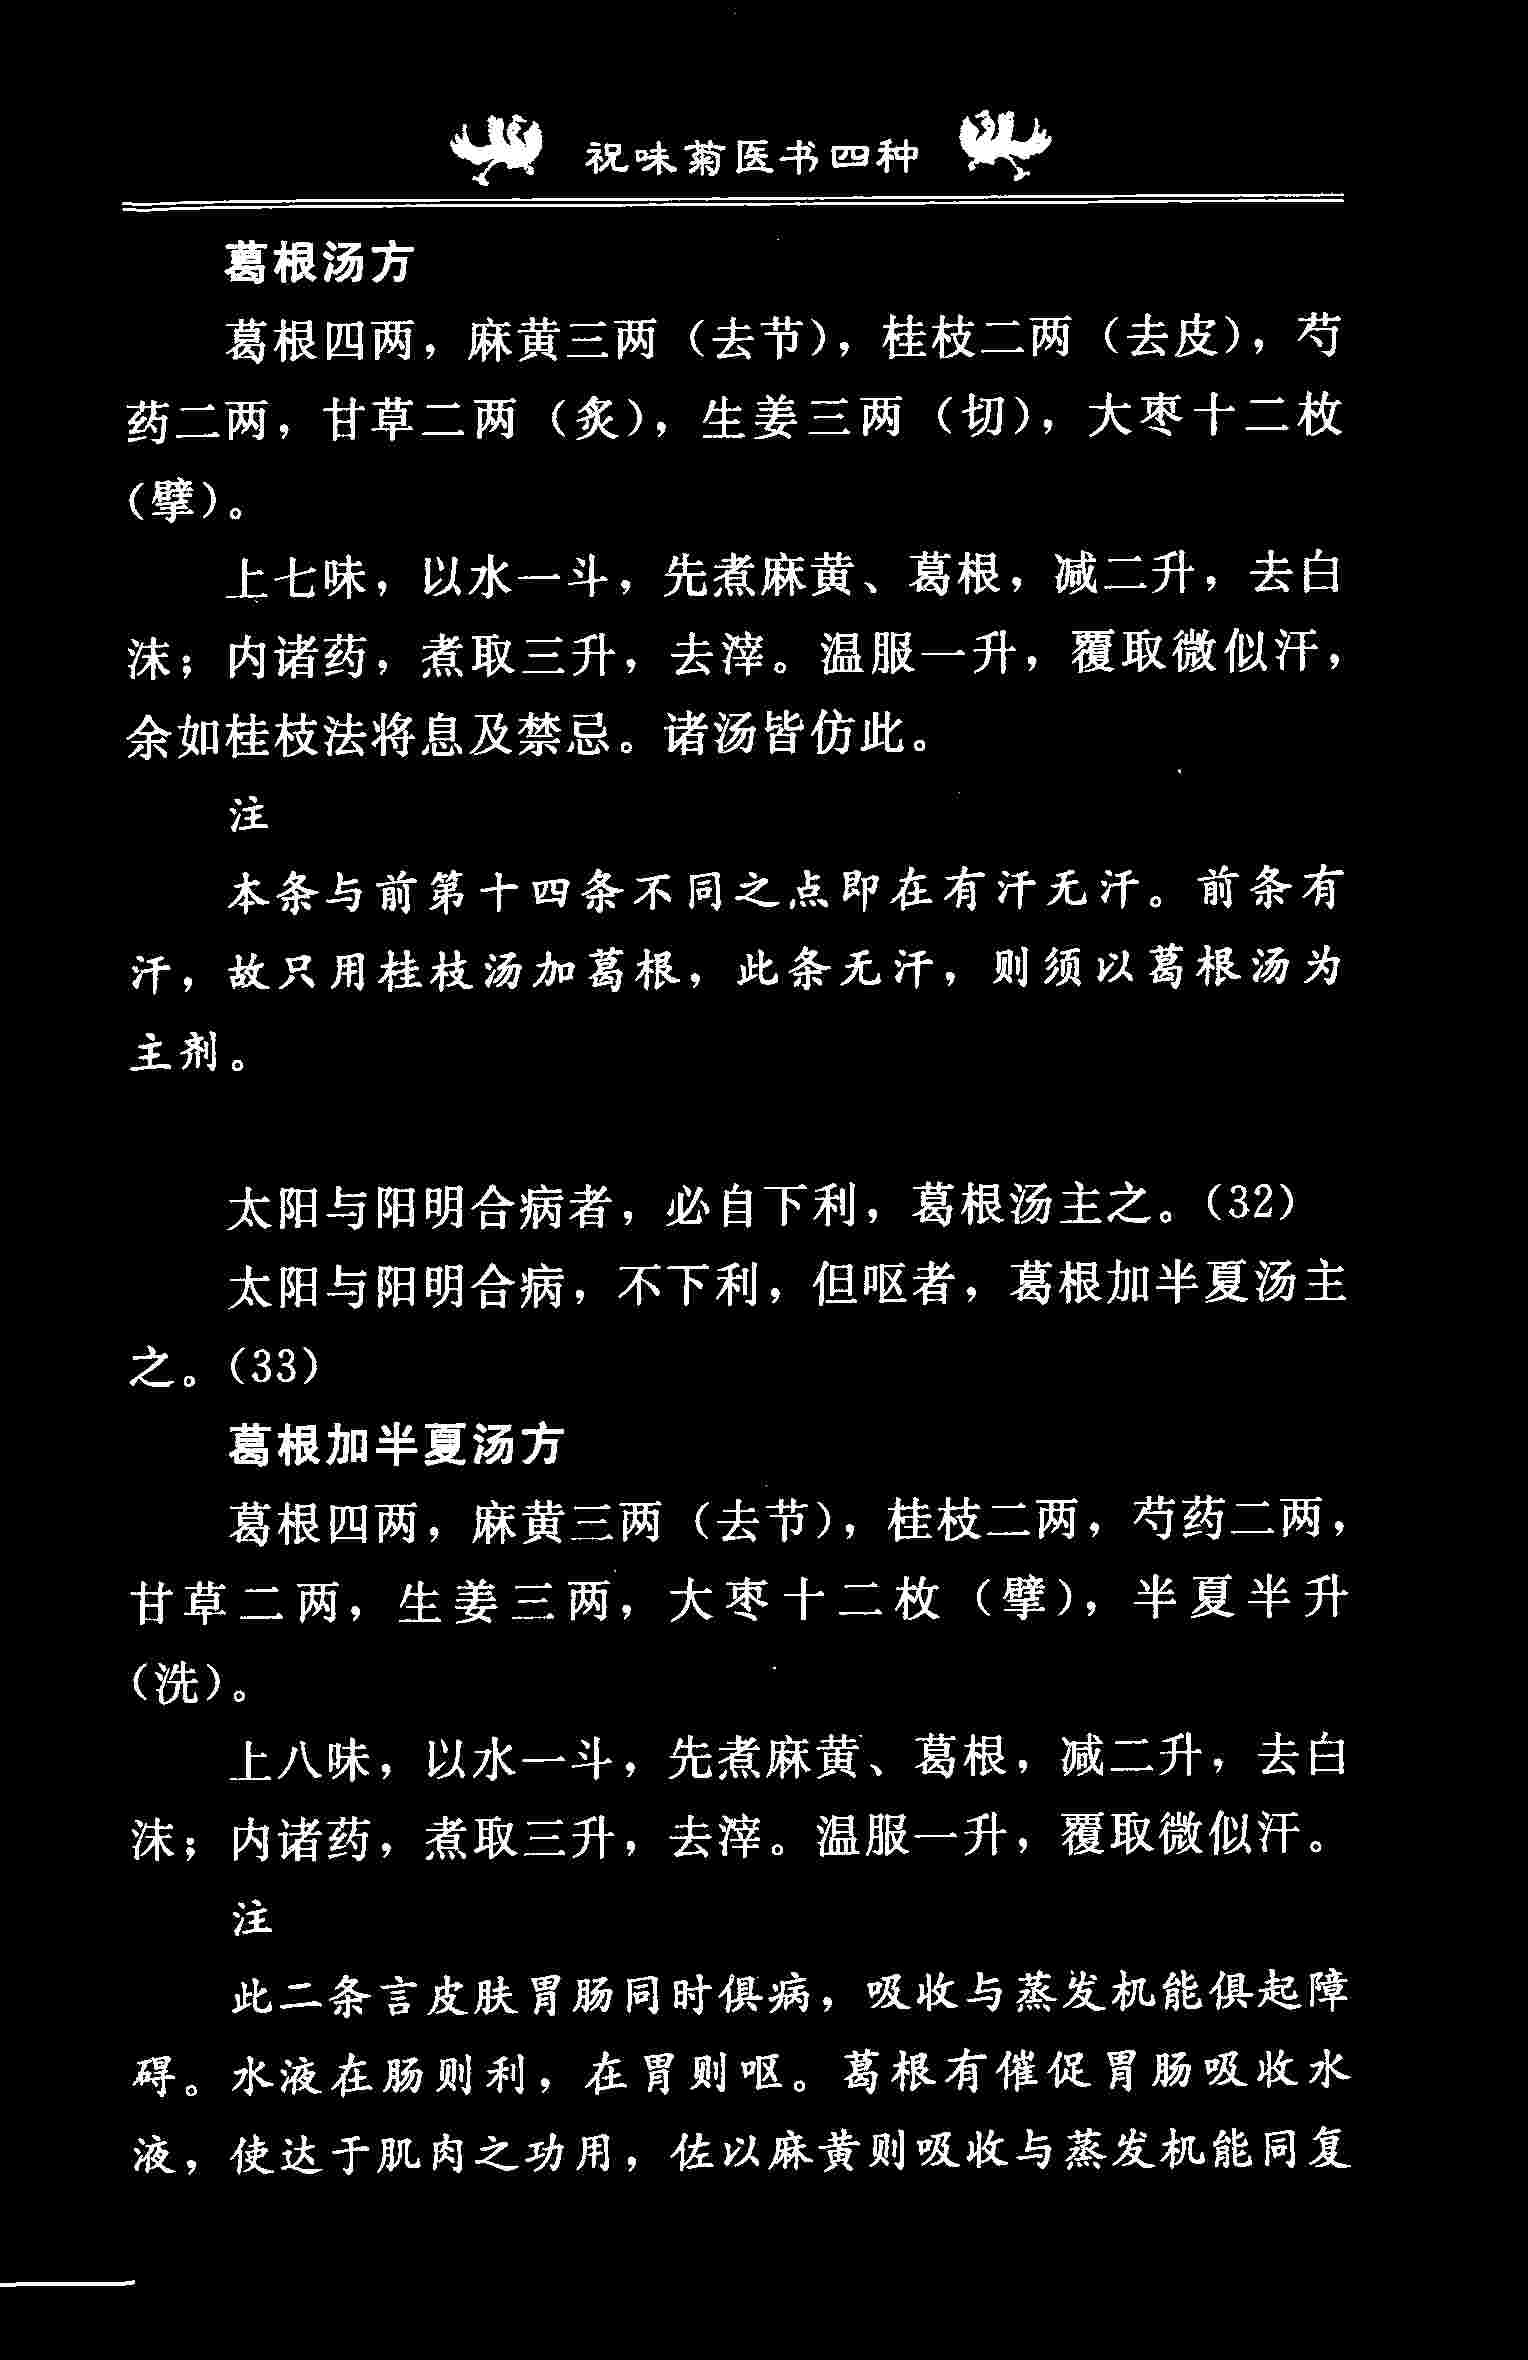 祝味菊医书四种
葛根汤方
葛根四两，麻黄三两（去节），桂枝二两（去皮），芍
药二两，甘草二两（炙），生姜三两（切），大枣十二枚
（擘）。
上七味，以水一斗，先煮麻黄、葛根，减二升，去白
沫；内诸药，煮取三升，去滓。温服一升，覆取微似汗，
余如桂枝法将息及禁忌。诸汤皆仿此。
注
本条与前第十四条不同之点即在有汗无汗。前条有
汗，故只用桂枝汤加葛根，此条无汗，则须以葛根汤为
主剂。
太阳与阳明合病者，必自下利，葛根汤主之。（32）
太阳与阳明合病，不下利，但呕者，葛根加半夏汤主
之。（33）
葛根加半夏汤方
葛根四两，麻黄三两（去节），桂枝二两，芍药二两，
甘草二两，生姜三两，大枣十二枚（擘），半夏半升
（洗）。
上八味，以水一斗，先煮麻黄、葛根，减二升，去白
沫；内诸药，煮取三升，去滓。温服一升，覆取微似汗。
注
此二条言皮肤胃肠同时俱病，吸收与蒸发机能俱起障
碍。水液在肠则利，在胃则呕。葛根有催促胃肠吸收水
液，使达于肌肉之功用，佐以麻黄则吸收与蒸发机能同复